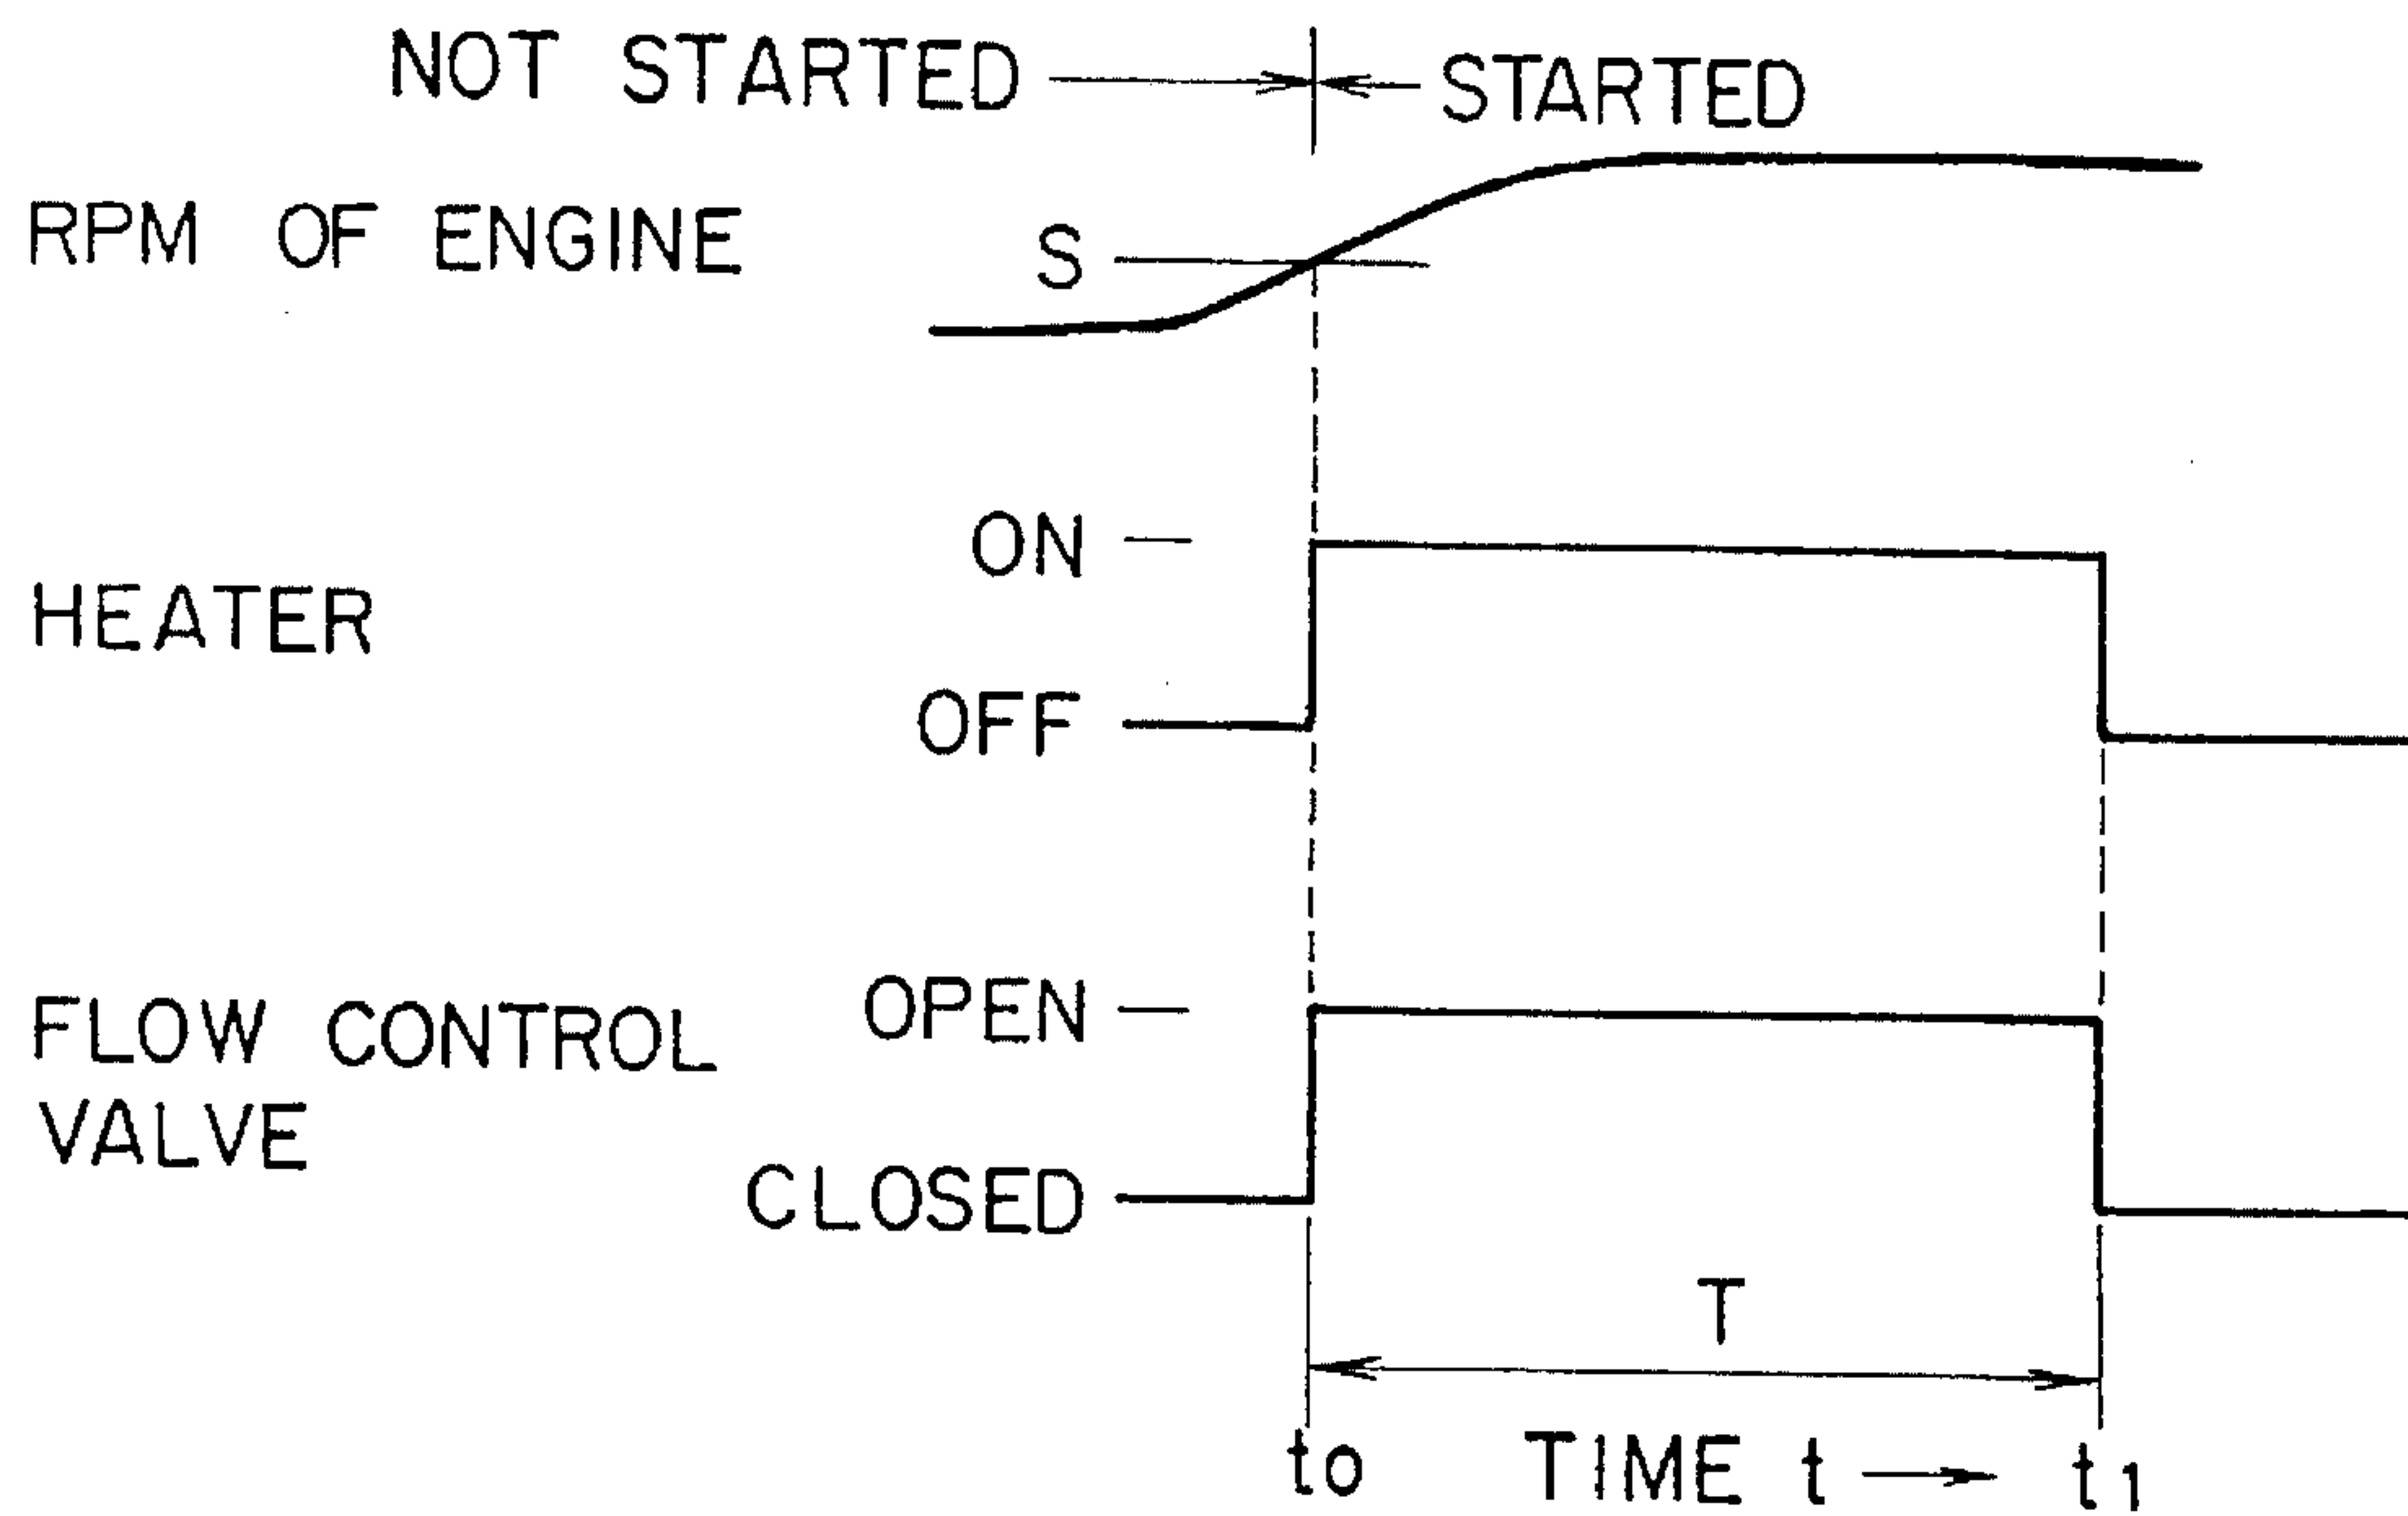 NOT STARTED STARTED
RPM OF ENGINE S
ON
HEATER
OFF
FLOW CONTROL OPEN
VALVE
CLOSED
T
to TIME t t1